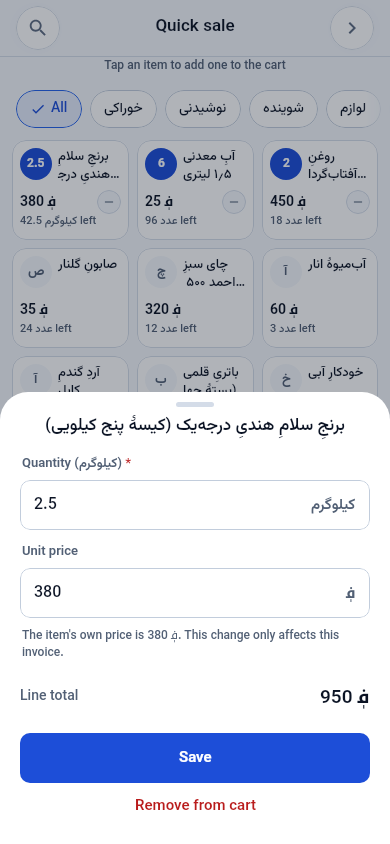 Quick sale
Tap an item to add one to the cart
All
خوراکی
نوشیدنی
شوینده
لوازم
2.5
برنجِ سلامِ
هندیِ درجـ…
380 ؋
42.5 کیلوگرم left
6
آبِ معدنی
۱٫۵ لیتری
25 ؋
96 عدد left
2
روغنِ
آفتاب‌گردا…
450 ؋
18 عدد left
ص
صابونِ گلنار
35 ؋
24 عدد left
چ
چای سبزِ
احمد ۵۰۰ …
320 ؋
12 عدد left
آ
آب‌میوهٔ انار
60 ؋
3 عدد left
آ
آردِ گندمِ
ب
باتریِ قلمی
خ
خودکارِ آبی
برنجِ سلامِ هندیِ درجه‌یک (کیسهٔ پنج کیلویی)
Quantity (کیلوگرم) *
2.5 کیلوگرم
Unit price
380 ؋
The item's own price is 380 ؋. This change only affects this
invoice.
Line total 950 ؋
Save
Remove from cart